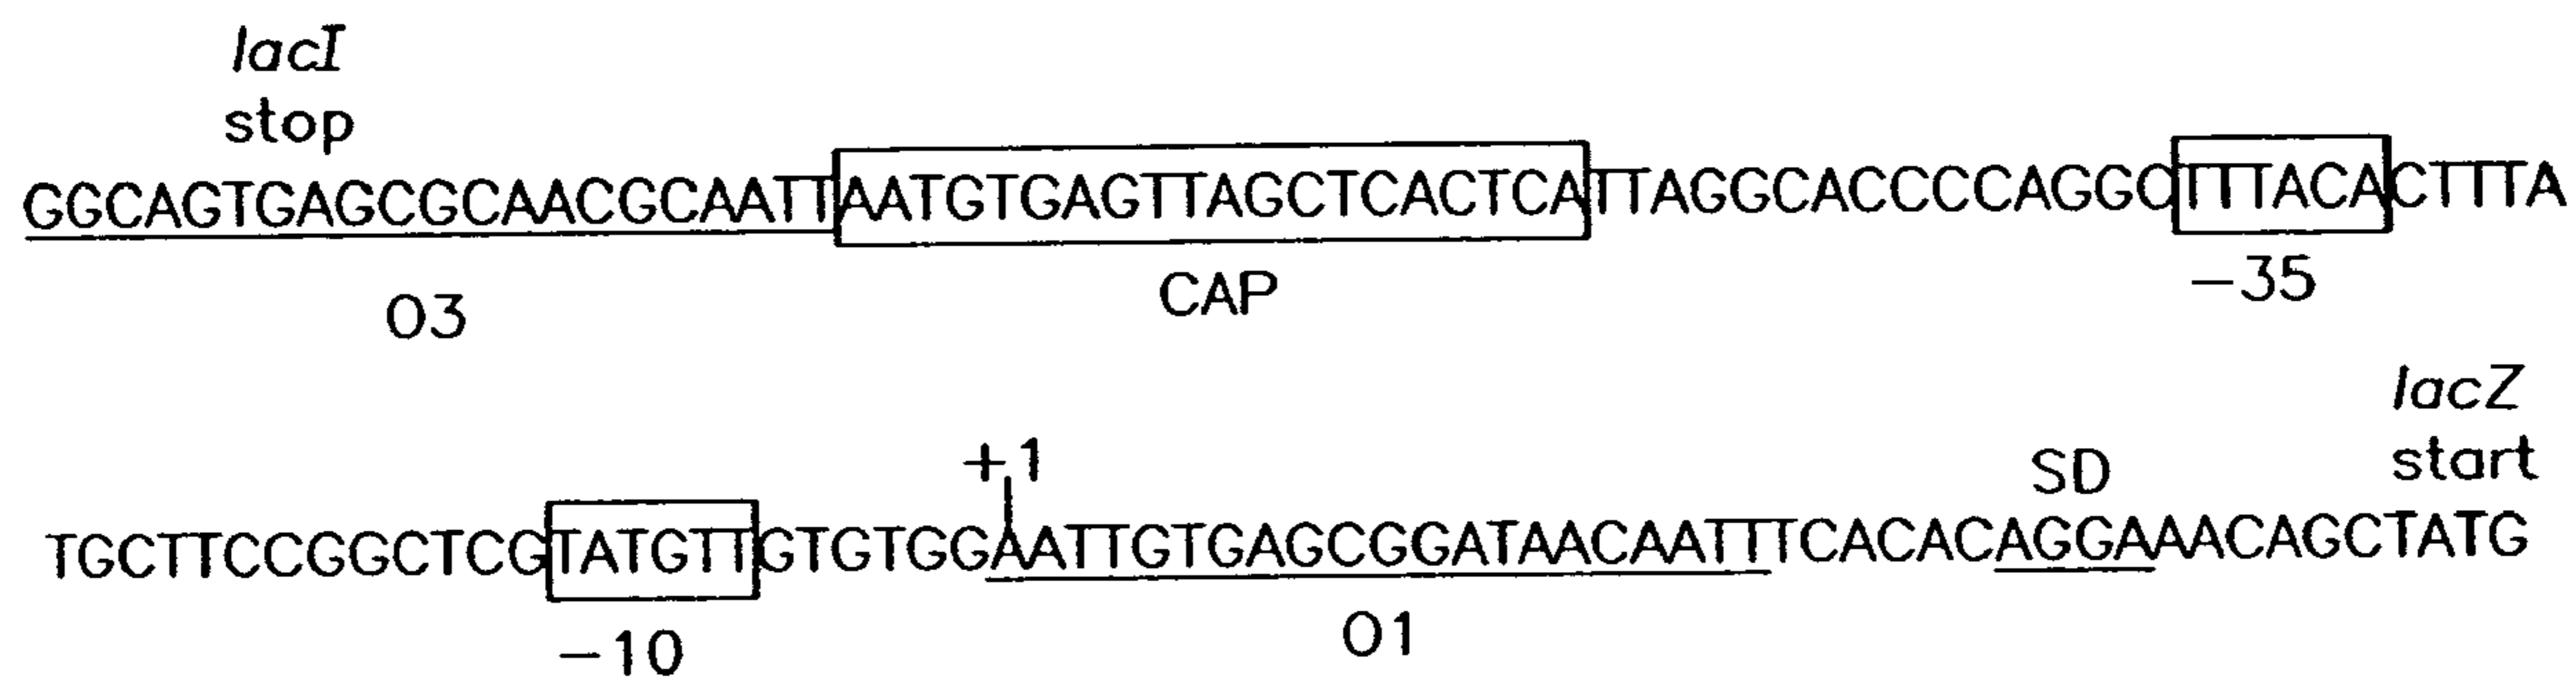 lacI
stop
GGCAGTGAGCGCAACGCAATTAATGTGAGTTAGCTCACTCATTAGGCACCCCAGGCTTTACACTTTA
O3
CAP
−35
lacZ
start
+1
SD
TGCTTCCGGCTCGTATGTTGTGTGGAATTGTGAGCGGATAACAATTTCACACAGGAAACAGCTATG
−10
O1